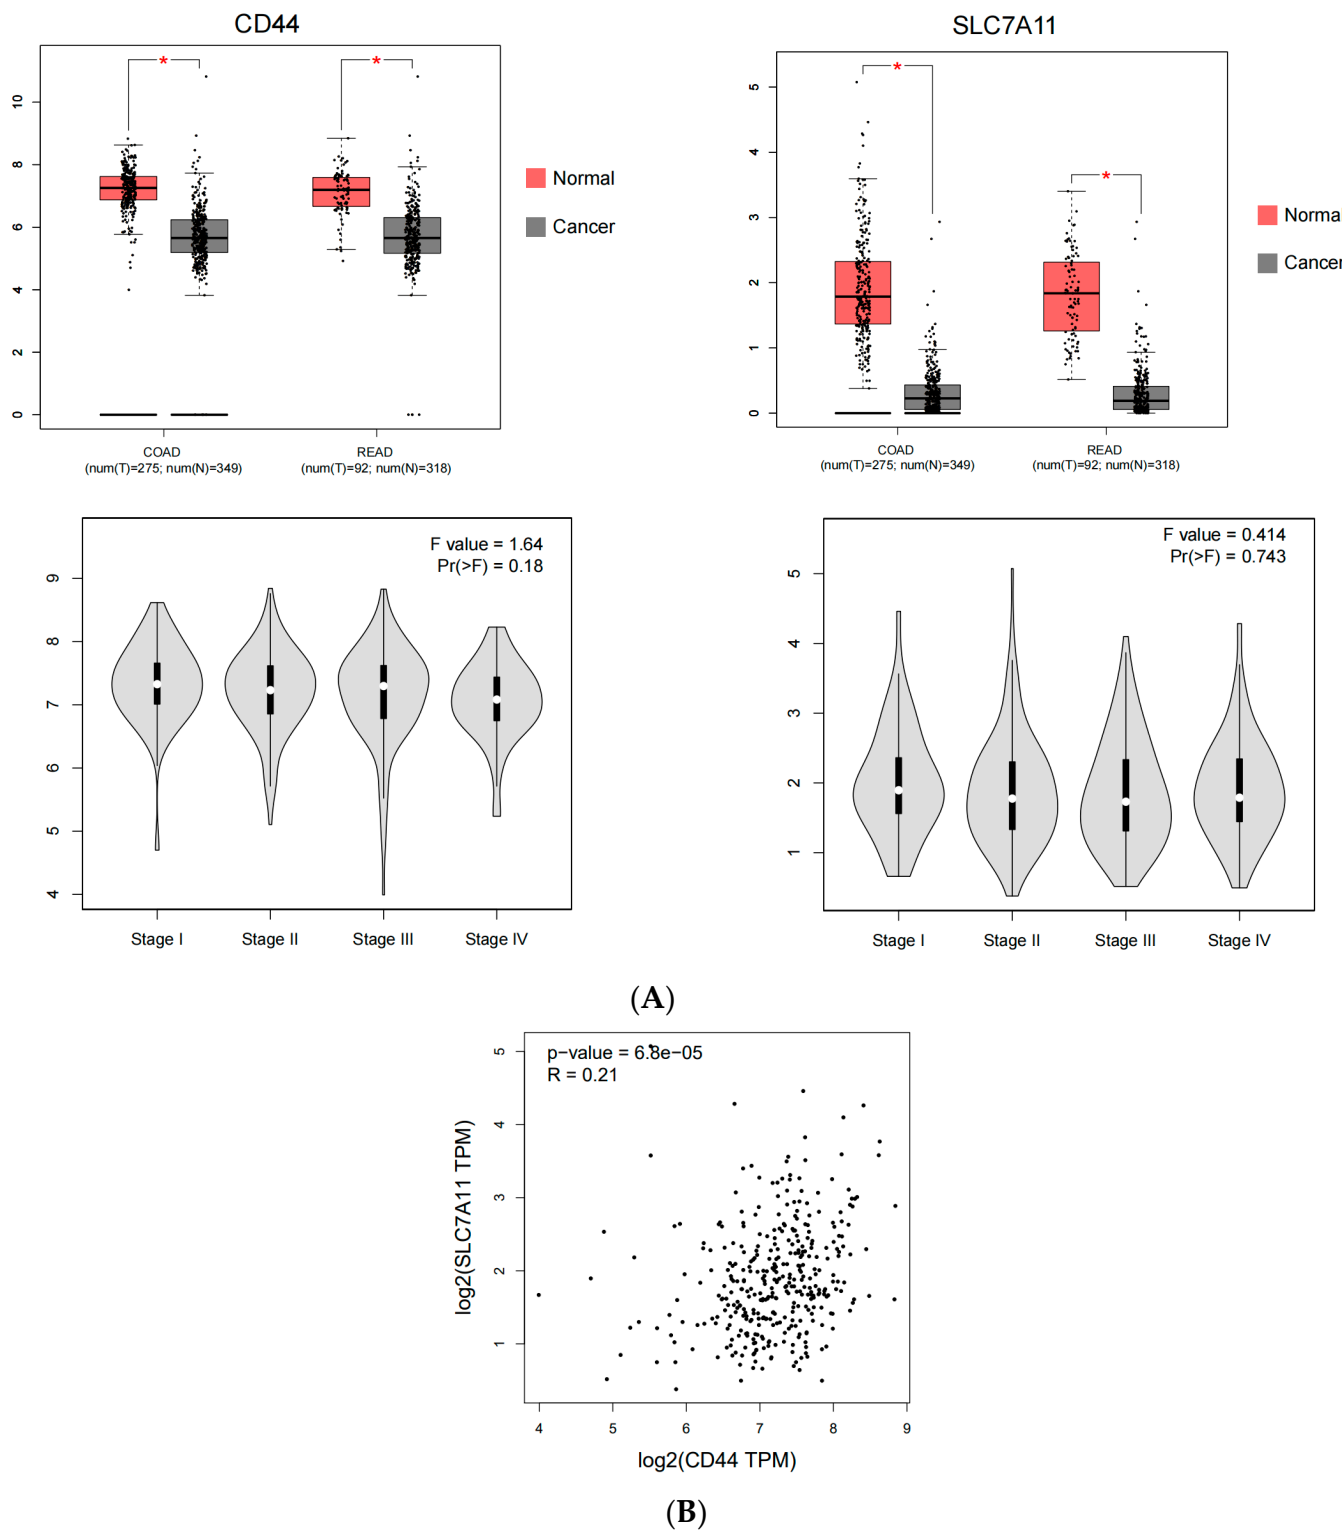 CD44
10
8
6
4
2
0
*
*
COAD
(num(T)=275; num(N)=349)
READ
(num(T)=92; num(N)=318)
Normal
Cancer
SLC7A11
5
4
3
2
1
0
*
*
COAD
(num(T)=275; num(N)=349)
READ
(num(T)=92; num(N)=318)
Norma
Cancer
F value = 1.64
Pr(>F) = 0.18
9
8
7
6
5
4
Stage I
Stage II
Stage III
Stage IV
F value = 0.414
Pr(>F) = 0.743
5
4
3
2
1
Stage I
Stage II
Stage III
Stage IV
(A)
p−value = 6.8e−05
R = 0.21
log2(SLC7A11 TPM)
5
4
3
2
1
4 5 6 7 8 9
log2(CD44 TPM)
(B)